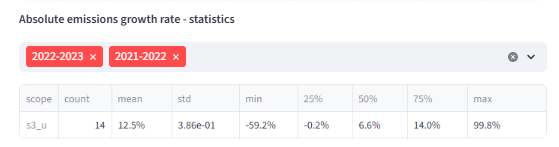 Absolute emissions growth rate - statistics
2022-2023 × 2021-2022 ×
scope count mean std min 25% 50% 75% max
s3_u 14 12.5% 3.86e-01 -59.2% -0.2% 6.6% 14.0% 99.8%